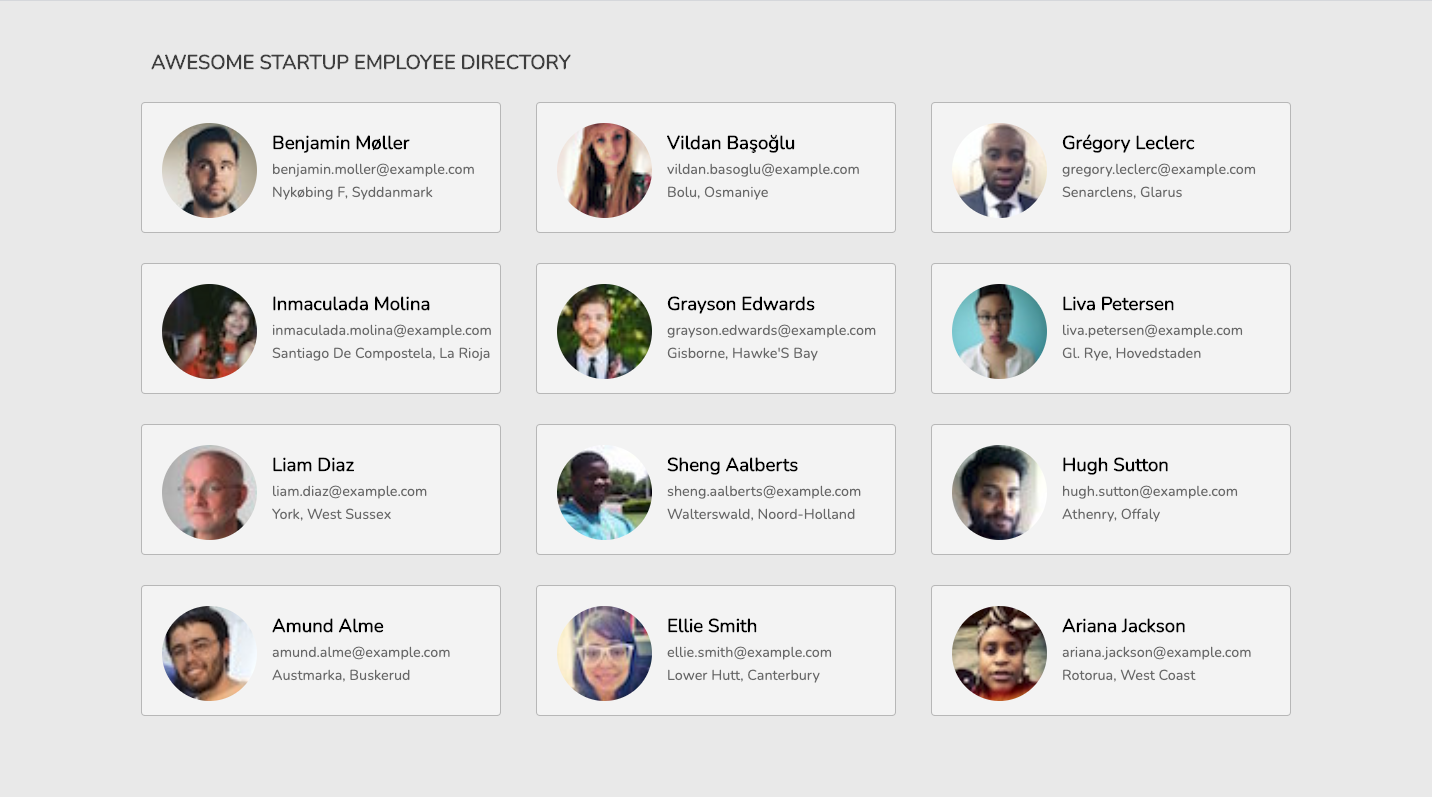 AWESOME STARTUP EMPLOYEE DIRECTORY
Benjamin Møller
benjamin.moller@example.com
Nykøbing F, Syddanmark
Vildan Başoğlu
vildan.basoglu@example.com
Bolu, Osmaniye
Grégory Leclerc
gregory.leclerc@example.com
Senarclens, Glarus
Inmaculada Molina
inmaculada.molina@example.com
Santiago De Compostela, La Rioja
Grayson Edwards
grayson.edwards@example.com
Gisborne, Hawke'S Bay
Liva Petersen
liva.petersen@example.com
Gl. Rye, Hovedstaden
Liam Diaz
liam.diaz@example.com
York, West Sussex
Sheng Aalberts
sheng.aalberts@example.com
Walterswald, Noord-Holland
Hugh Sutton
hugh.sutton@example.com
Athenry, Offaly
Amund Alme
amund.alme@example.com
Austmarka, Buskerud
Ellie Smith
ellie.smith@example.com
Lower Hutt, Canterbury
Ariana Jackson
ariana.jackson@example.com
Rotorua, West Coast